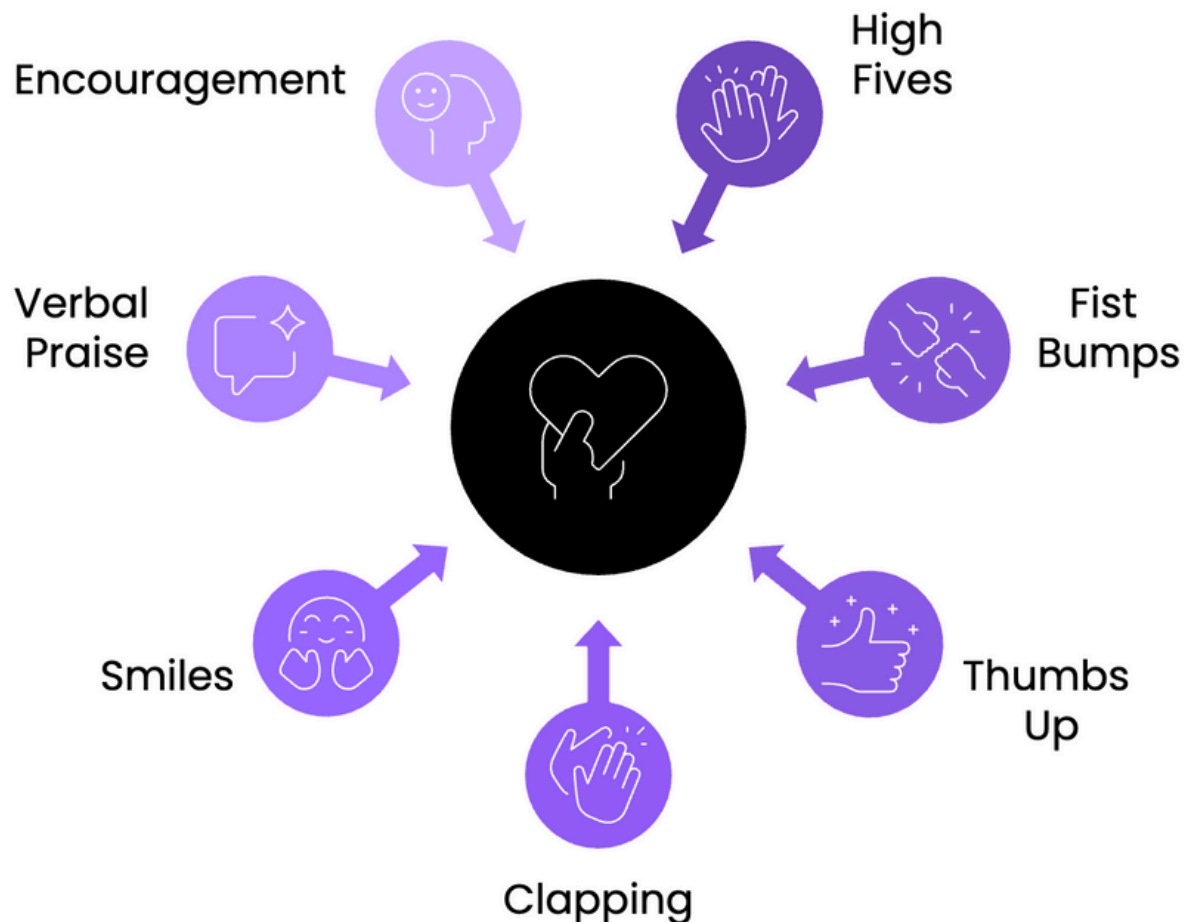 Encouragement
High
Fives
Verbal
Praise
Fist
Bumps
Smiles
Thumbs
Up
Clapping